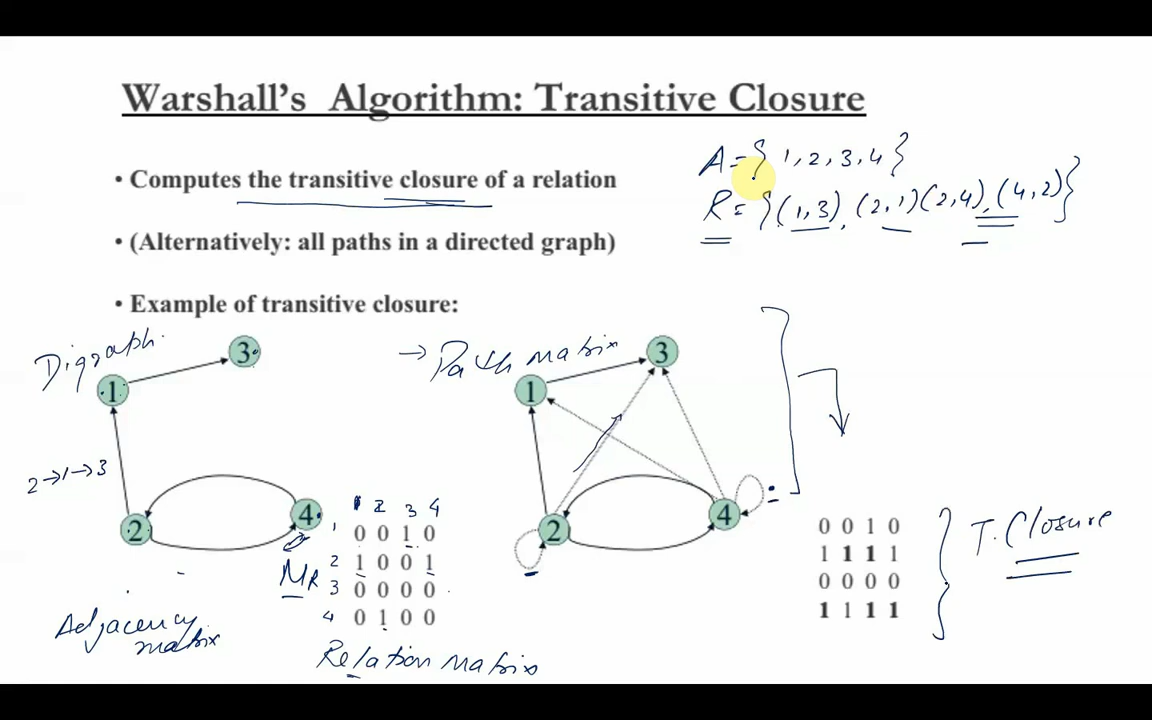 Warshall's Algorithm: Transitive Closure
A = { 1, 2, 3, 4 }
• Computes the transitive closure of a relation
R = {(1,3), (2,1)(2,4), (4,2)}
• (Alternatively: all paths in a directed graph)
• Example of transitive closure:
Digraph.
3
1
2→1→3
2
4
→ Path matrix
3
1
2
4
1 2 3 4
1 0 0 1 0
2 1 0 0 1
3 0 0 0 0
4 0 1 0 0
MR
Adjacency
matrix
Relation matrix
0 0 1 0
1 1 1 1
0 0 0 0
1 1 1 1
T. Closure